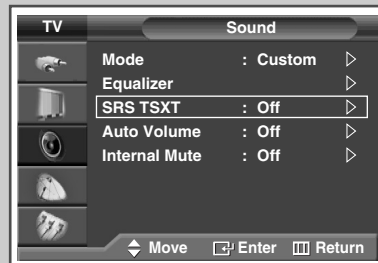 TV
Sound
Mode : Custom
Equalizer
SRS TSXT : Off
Auto Volume : Off
Internal Mute : Off
Move Enter Return